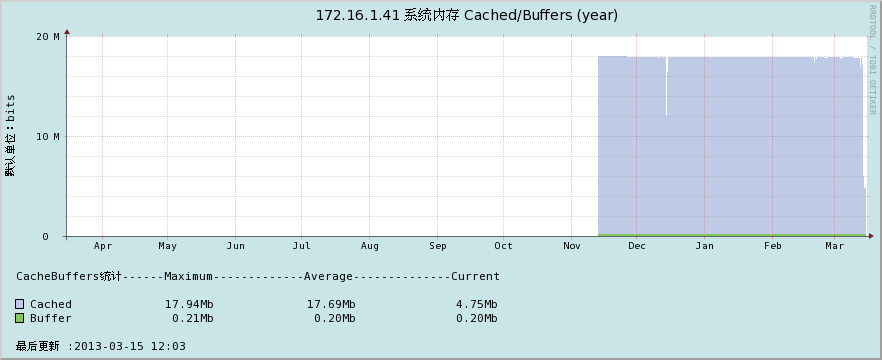 172.16.1.41 系统内存 Cached/Buffers (year)
RRDTOOL / TOBI OETIKER
默认单位：bits
20 M
10 M
0
Apr May Jun Jul Aug Sep Oct Nov Dec Jan Feb Mar
CacheBuffers统计------Maximum-------------Average--------------Current
Cached 17.94Mb 17.69Mb 4.75Mb
Buffer 0.21Mb 0.20Mb 0.20Mb
最后更新 :2013-03-15 12:03